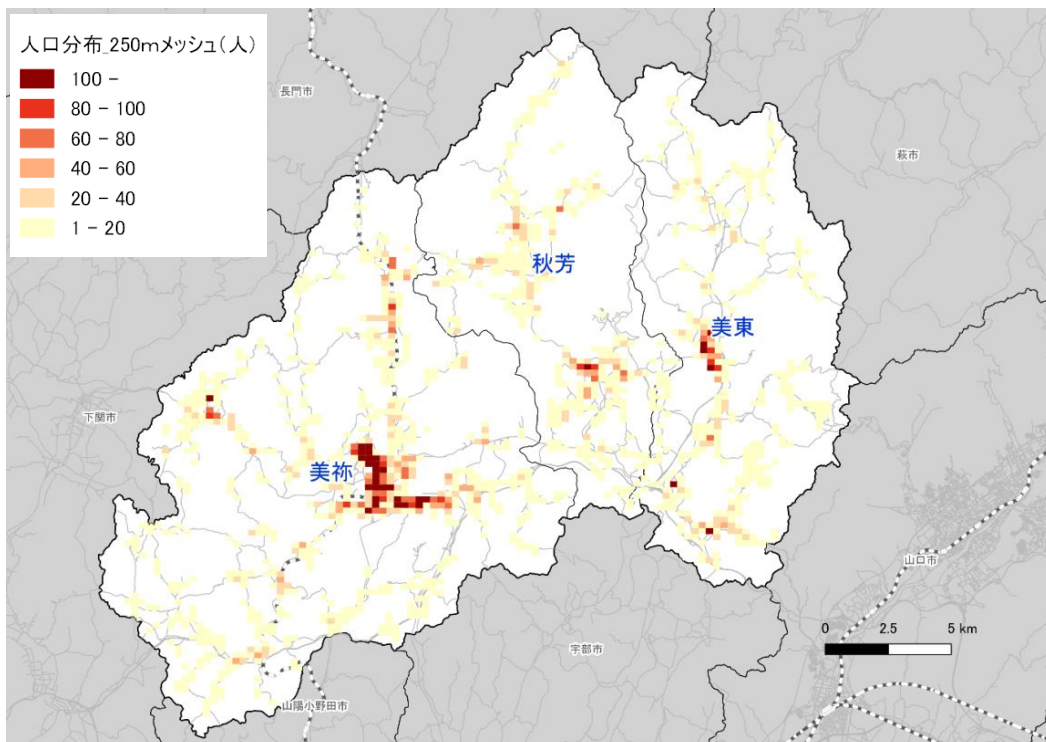 人口分布_250mメッシュ(人)
100 -
80 - 100
60 - 80
40 - 60
20 - 40
1 - 20
長門市
萩市
秋芳
美東
下関市
美祢
山口市
0 2.5 5 km
宇部市
山陽小野田市